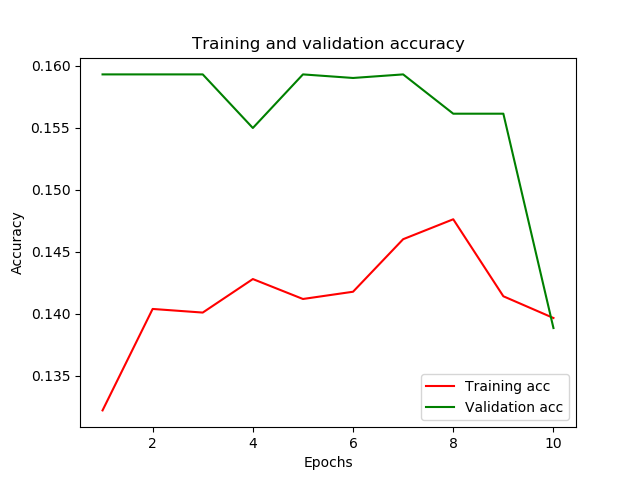 Training and validation accuracy
0.160
0.155
0.150
0.145
0.140
0.135
Accuracy
2
4
6
8
10
Epochs
Training acc
Validation acc